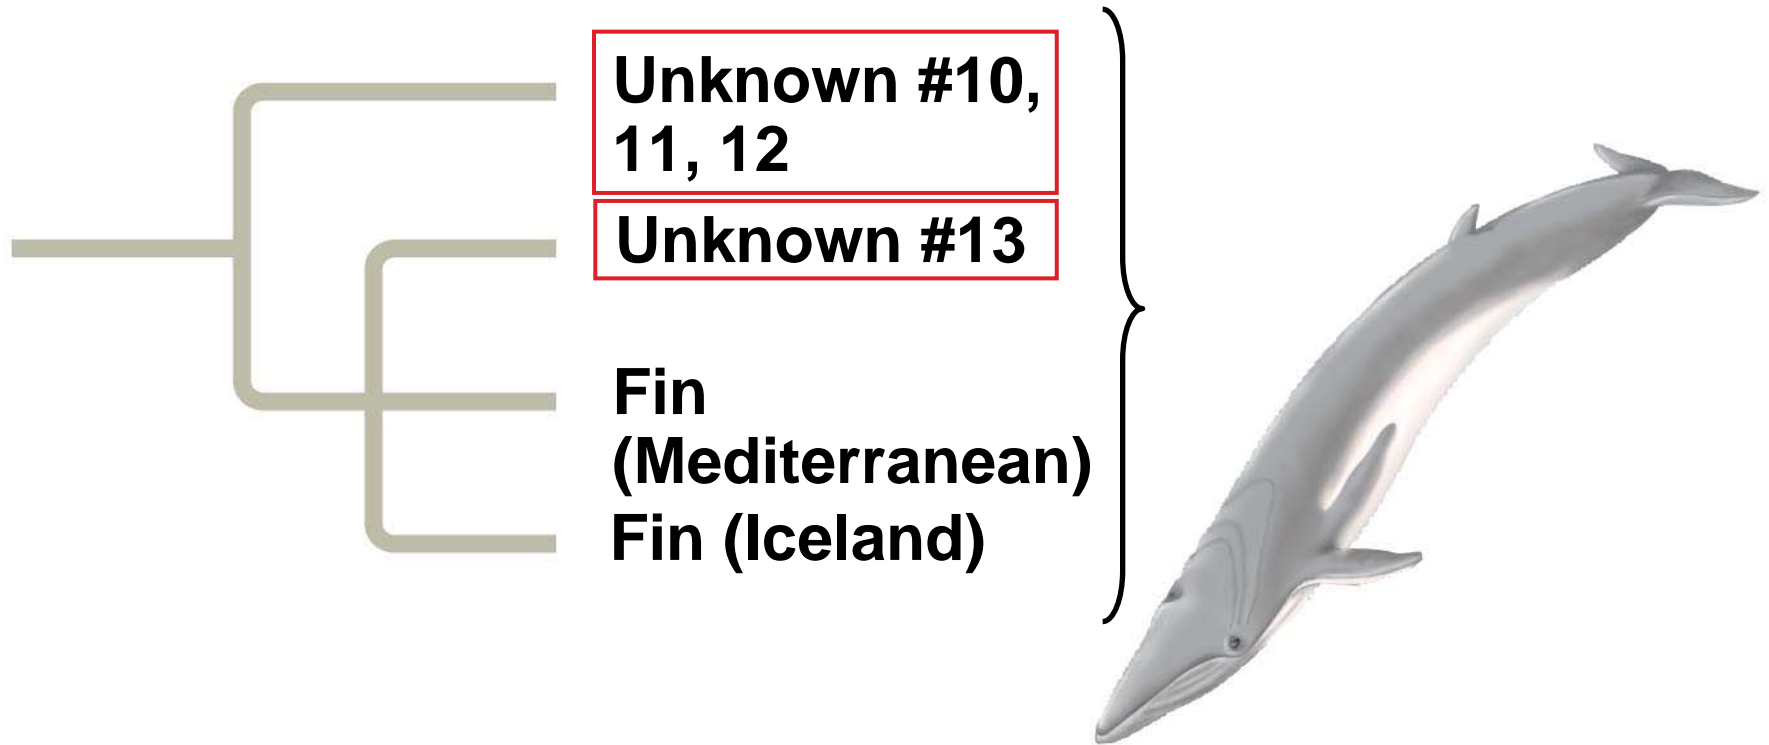 Unknown #10,
11, 12
Unknown #13
Fin
(Mediterranean)
Fin (Iceland)